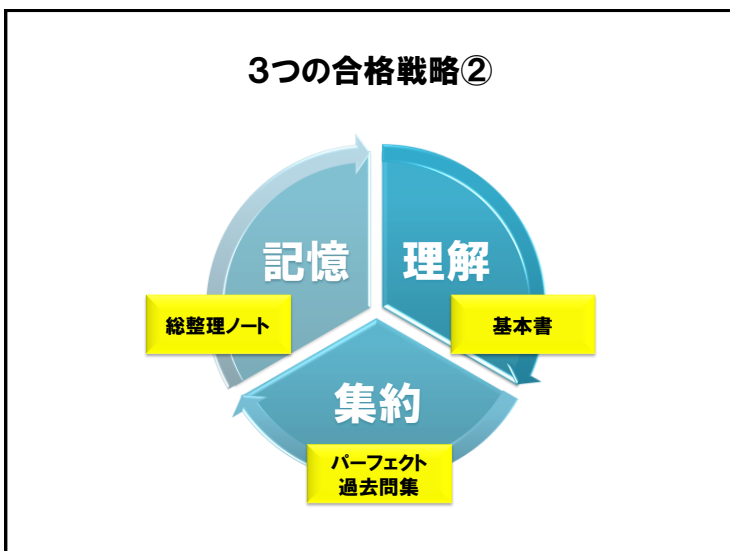 3つの合格戦略②
記憶
理解
総整理ノート
基本書
集約
パーフェクト
過去問集